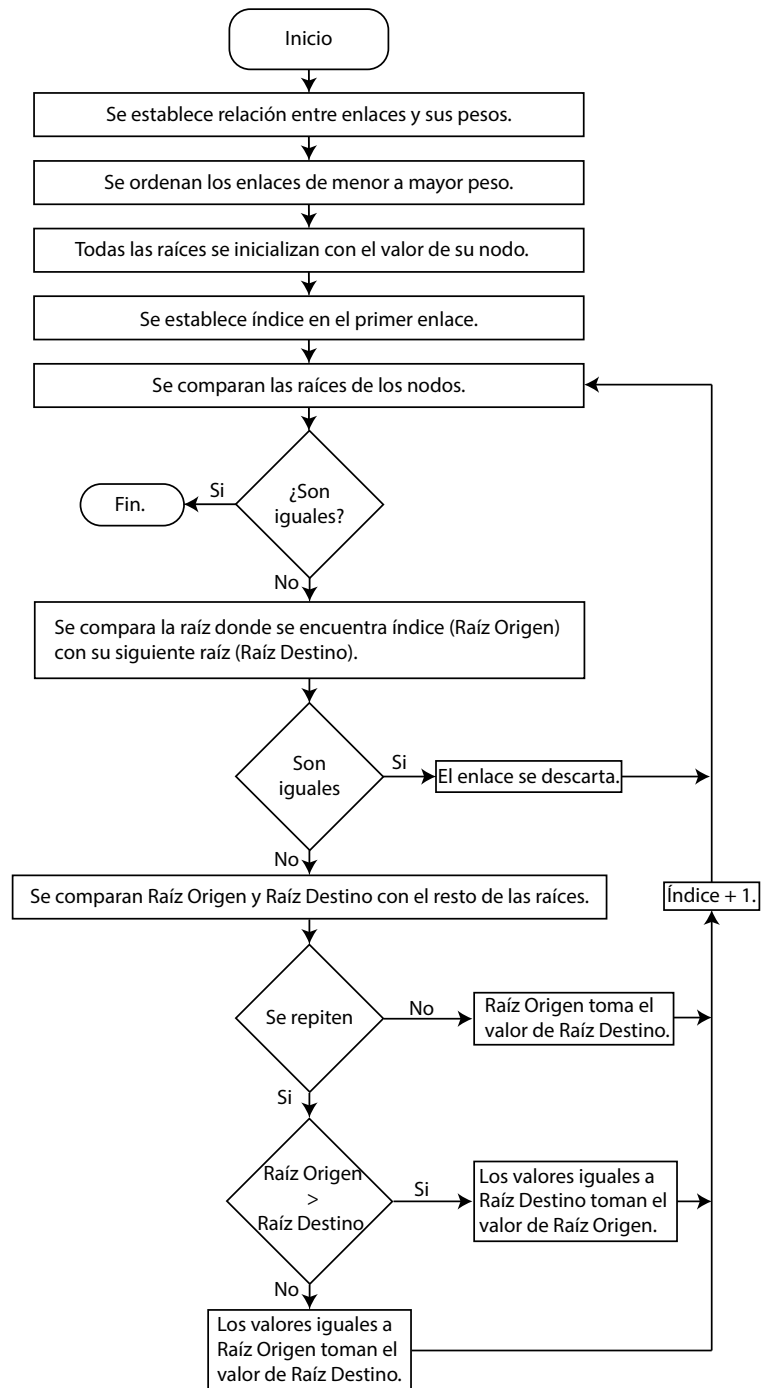 Inicio
Se establece relación entre enlaces y sus pesos.
Se ordenan los enlaces de menor a mayor peso.
Todas las raíces se inicializan con el valor de su nodo.
Se establece índice en el primer enlace.
Se comparan las raíces de los nodos.
¿Son
iguales?
Si
Fin.
No
Se compara la raíz donde se encuentra índice (Raíz Origen)
con su siguiente raíz (Raíz Destino).
Son
iguales
Si
El enlace se descarta.
No
Se comparan Raíz Origen y Raíz Destino con el resto de las raíces.
Índice + 1.
Se repiten
No
Raíz Origen toma el
valor de Raíz Destino.
Si
Raíz Origen
>
Raíz Destino
Si
Los valores iguales a
Raíz Destino toman el
valor de Raíz Origen.
No
Los valores iguales a
Raíz Origen toman el
valor de Raíz Destino.